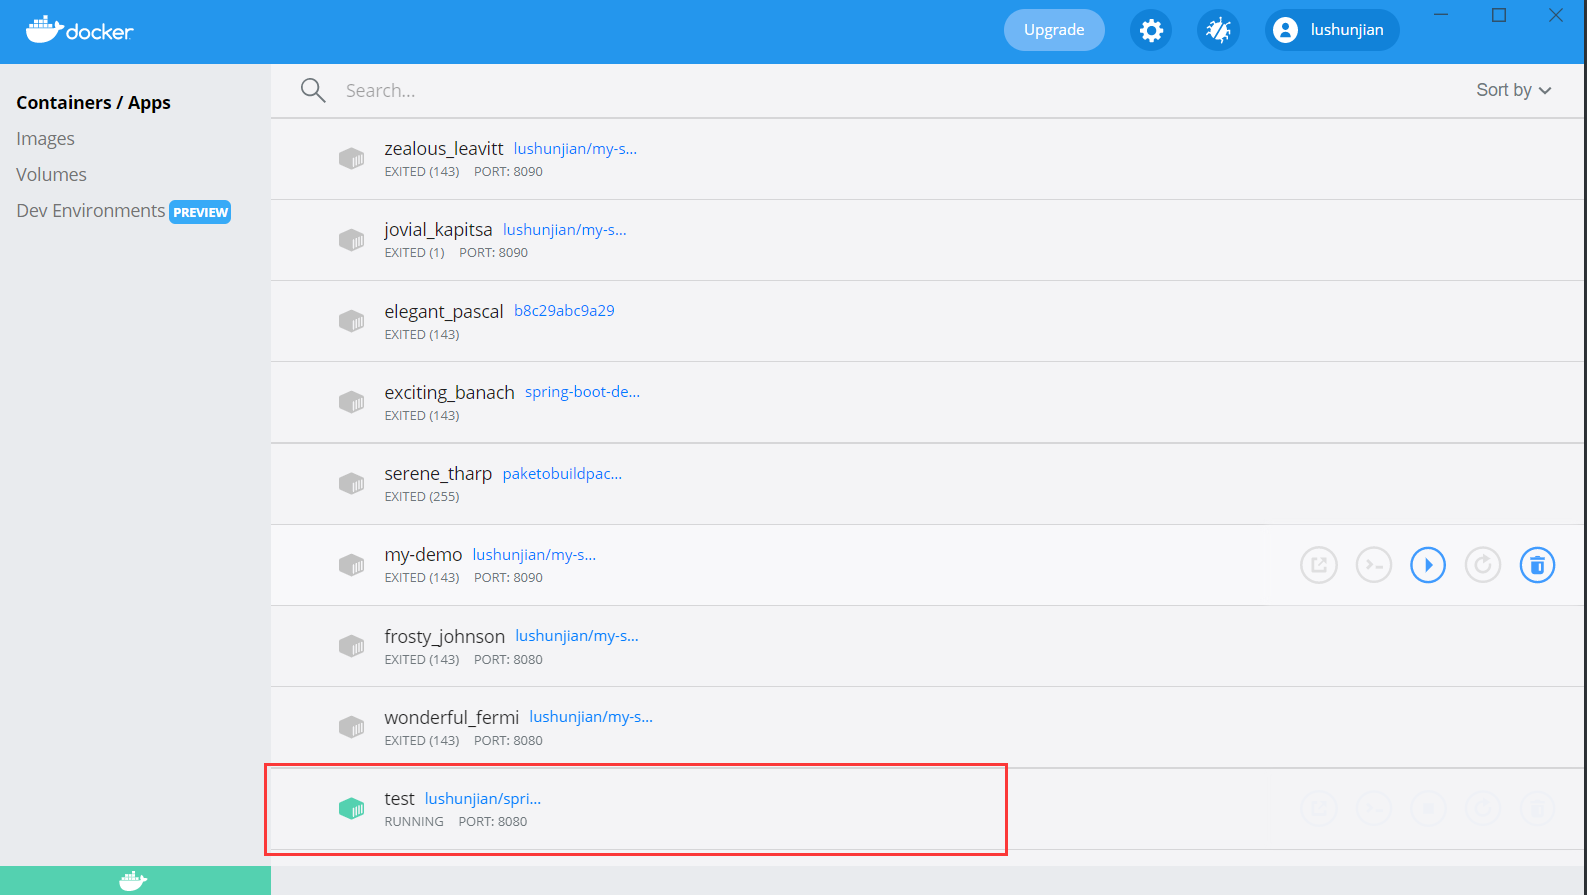 docker
Upgrade
lushunjian
Containers / Apps
Images
Volumes
Dev Environments PREVIEW
Search...
Sort by
zealous_leavitt lushunjian/my-s...
EXITED (143) PORT: 8090
jovial_kapitsa lushunjian/my-s...
EXITED (1) PORT: 8090
elegant_pascal b8c29abc9a29
EXITED (143)
exciting_banach spring-boot-de...
EXITED (143)
serene_tharp paketobuildpac...
EXITED (255)
my-demo lushunjian/my-s...
EXITED (143) PORT: 8090
frosty_johnson lushunjian/my-s...
EXITED (143) PORT: 8080
wonderful_fermi lushunjian/my-s...
EXITED (143) PORT: 8080
test lushunjian/spri...
RUNNING PORT: 8080